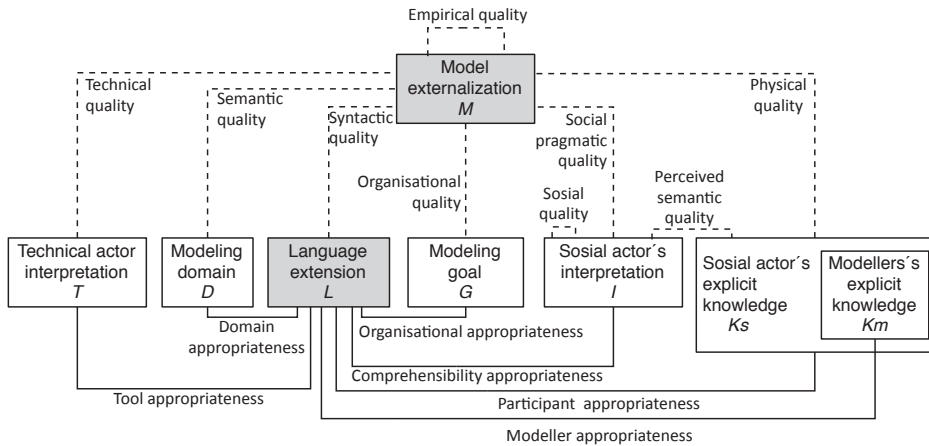 Empirical quality
Model
externalization
M
Technical
quality
Semantic
quality
Syntactic
quality
Social
pragmatic
quality
Physical
quality
Organisational
quality
Sosial
quality
Perceived
semantic
quality
Technical actor
interpretation
T
Modeling
domain
D
Language
extension
L
Modeling
goal
G
Sosial actor´s
interpretation
I
Sosial actor´s
explicit
knowledge
Ks
Modellers´s
explicit
knowledge
Km
Domain
appropriateness
Organisational appropriateness
Comprehensibility appropriateness
Tool appropriateness
Participant appropriateness
Modeller appropriateness